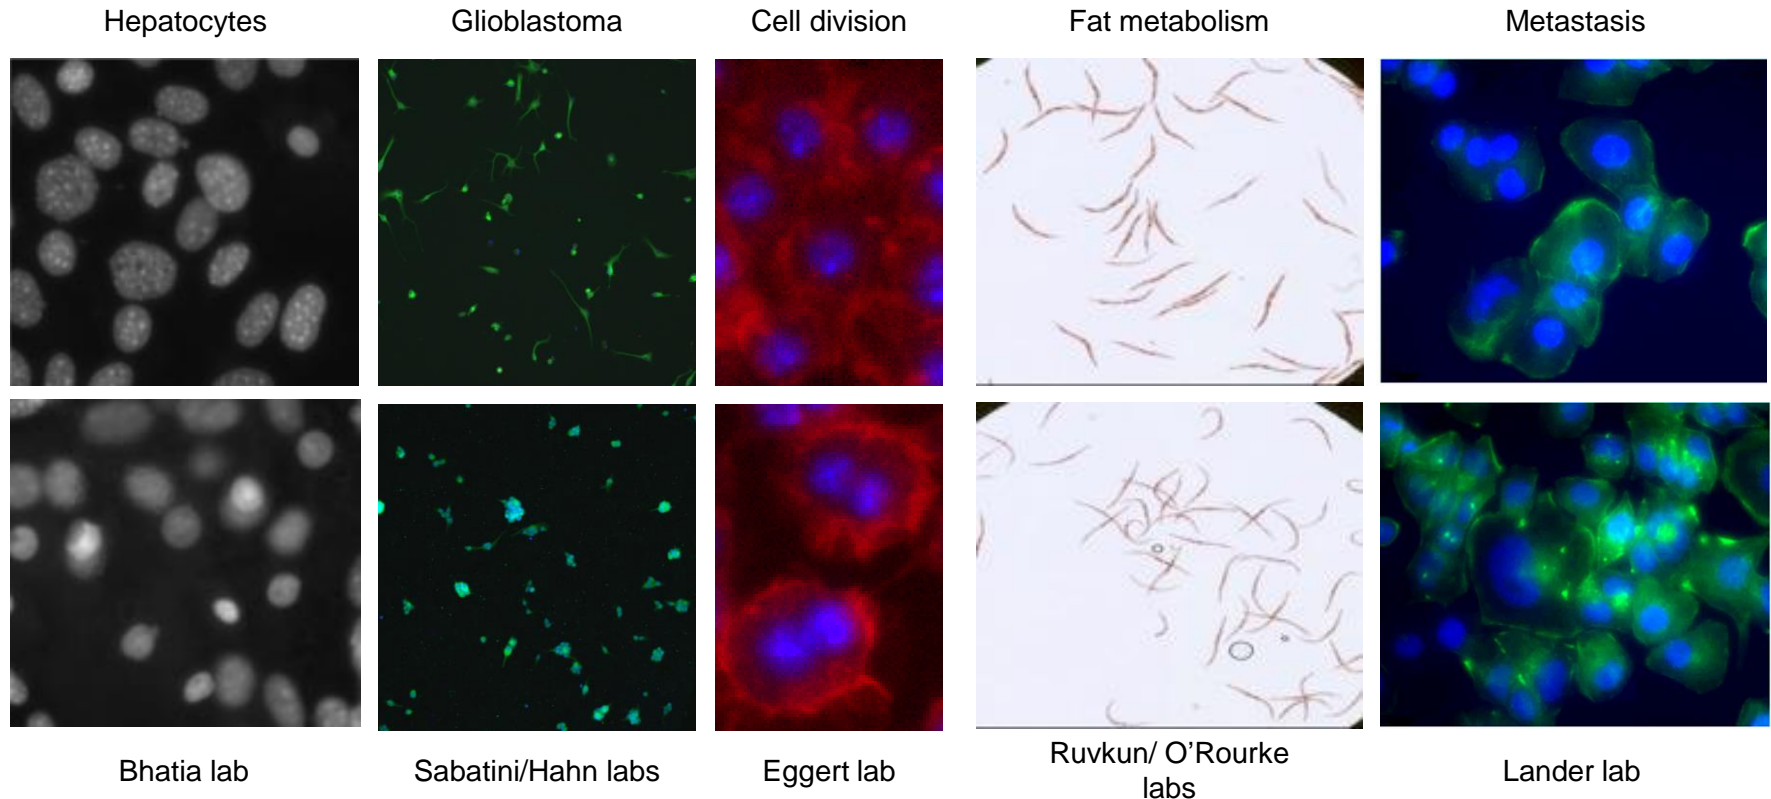 Hepatocytes
Glioblastoma
Cell division
Fat metabolism
Metastasis
Bhatia lab
Sabatini/Hahn labs
Eggert lab
Ruvkun/ O’Rourke
labs
Lander lab